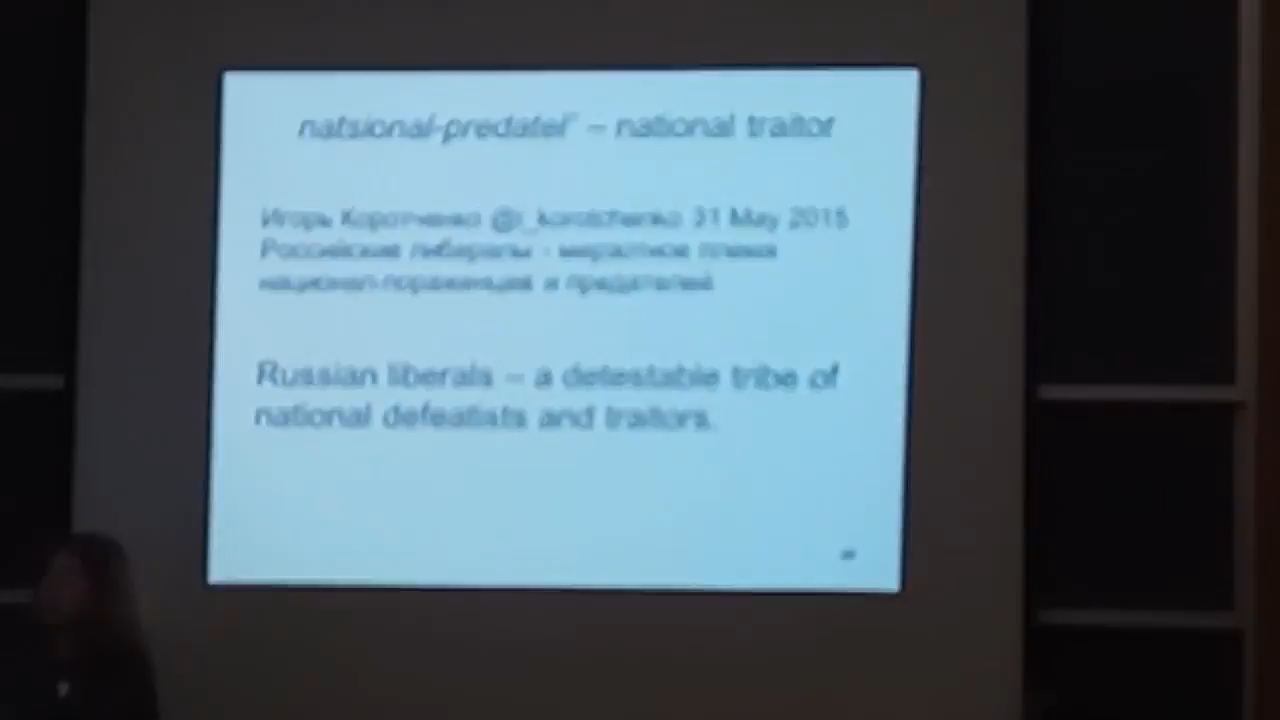 natsional-predatel' – national traitor
Игорь Коротченко @i_korotchenko 31 May 2015
Российские либералы - мерзотное племя
национал-пораженцев и предателей
Russian liberals – a detestable tribe of
national defeatists and traitors.